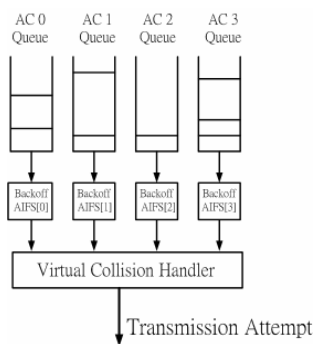 AC 0 AC 1 AC 2 AC 3
Queue Queue Queue Queue
Backoff Backoff Backoff Backoff
AIFS[0] AIFS[1] AIFS[2] AIFS[3]
Virtual Collision Handler
Transmission Attempt